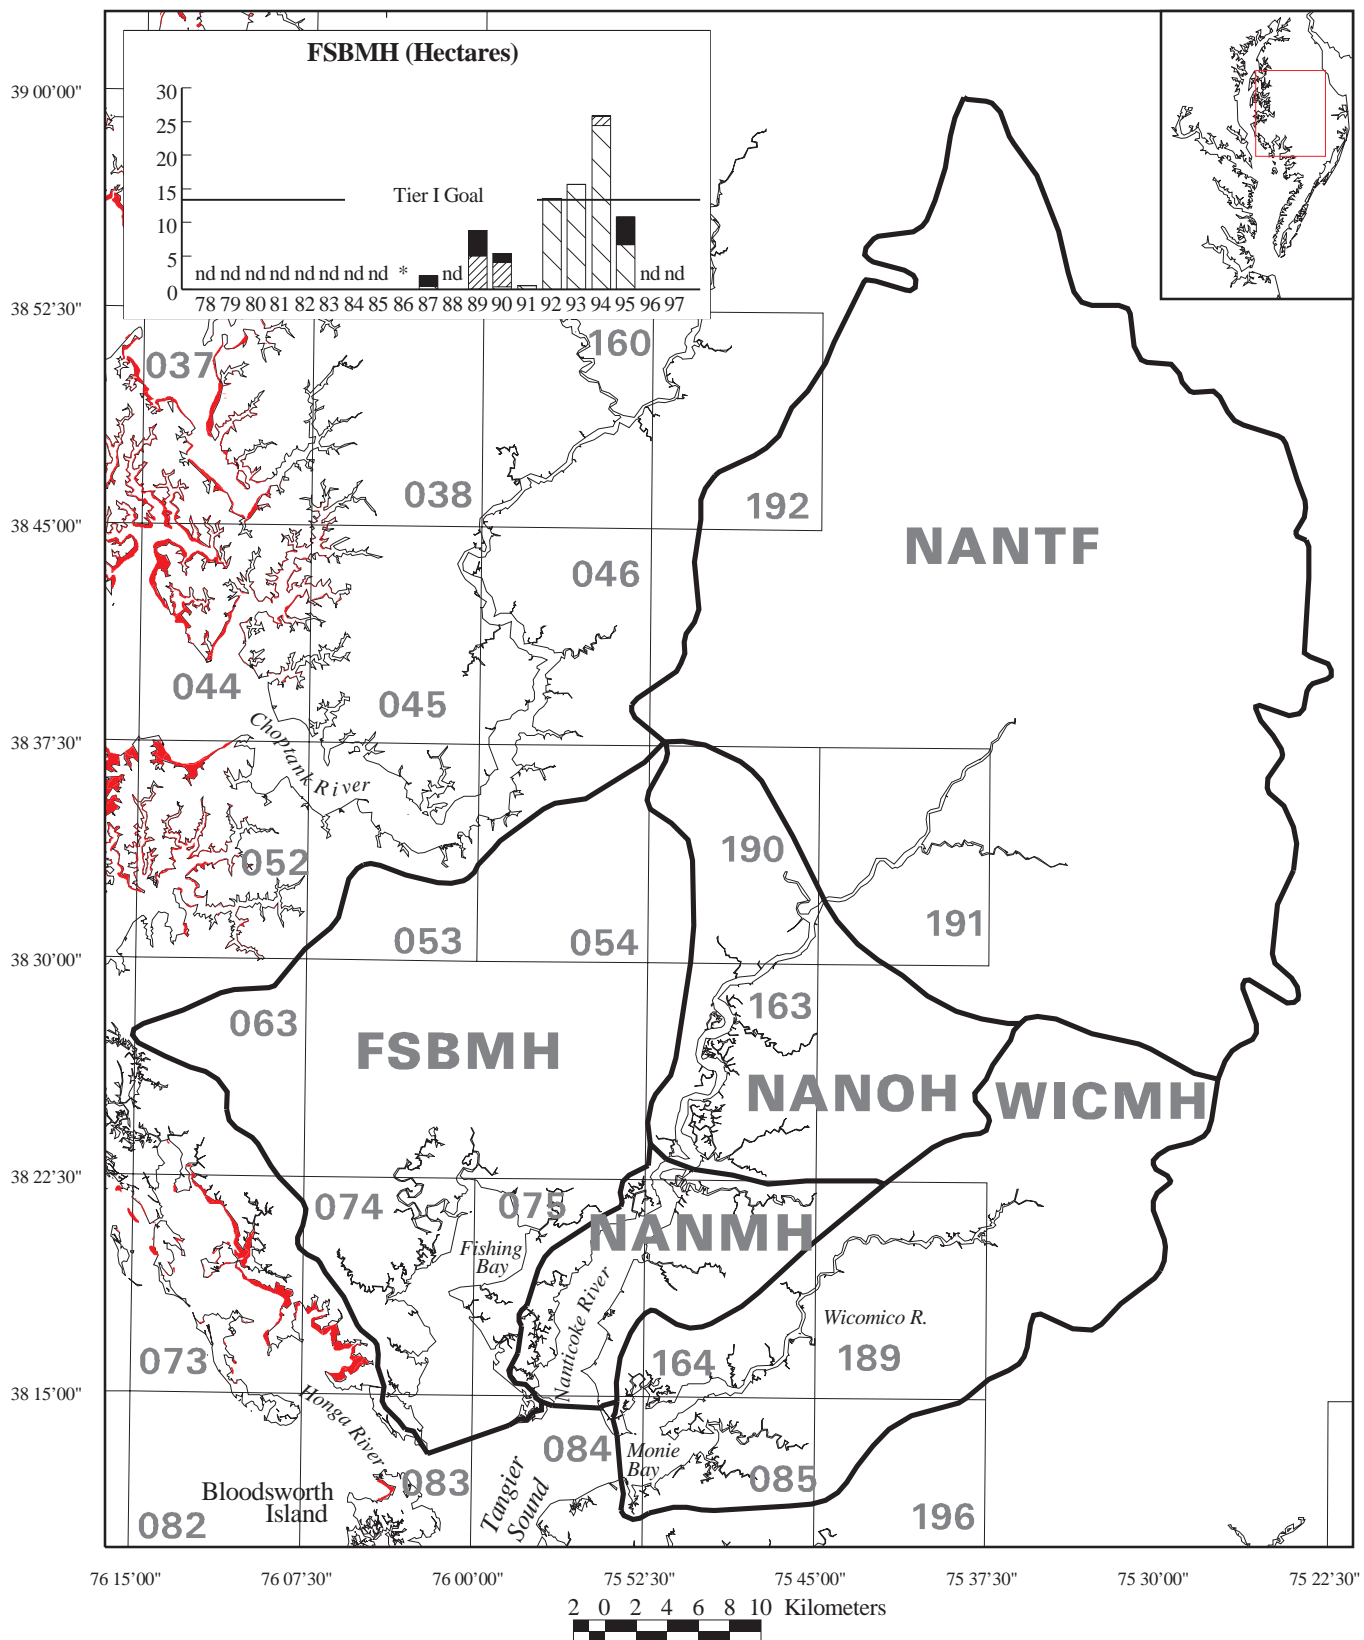 FSBMH (Hectares)
30
25
20
15
10
5
0
Tier I Goal
nd nd nd nd nd nd nd nd * nd nd nd
78 79 80 81 82 83 84 85 86 87 88 89 90 91 92 93 94 95 96 97
39 00'00"
38 52'30"
38 45'00"
38 37'30"
38 30'00"
38 22'30"
38 15'00"
037
160
038
192
NANTF
046
044
045
Choptank River
190
052
191
053
054
063
163
FSBMH
NANOH
WICMH
074
075
NANMH
Fishing
Bay
Nanticoke River
Wicomico R.
073
164
189
Honga River
084
Monie
Bay
083
085
Tangier
Sound
Bloodsworth
Island
082
196
76 15'00"
76 07'30"
76 00'00"
75 52'30"
75 45'00"
75 37'30"
75 30'00"
75 22'30"
2 0 2 4 6 8 10 Kilometers